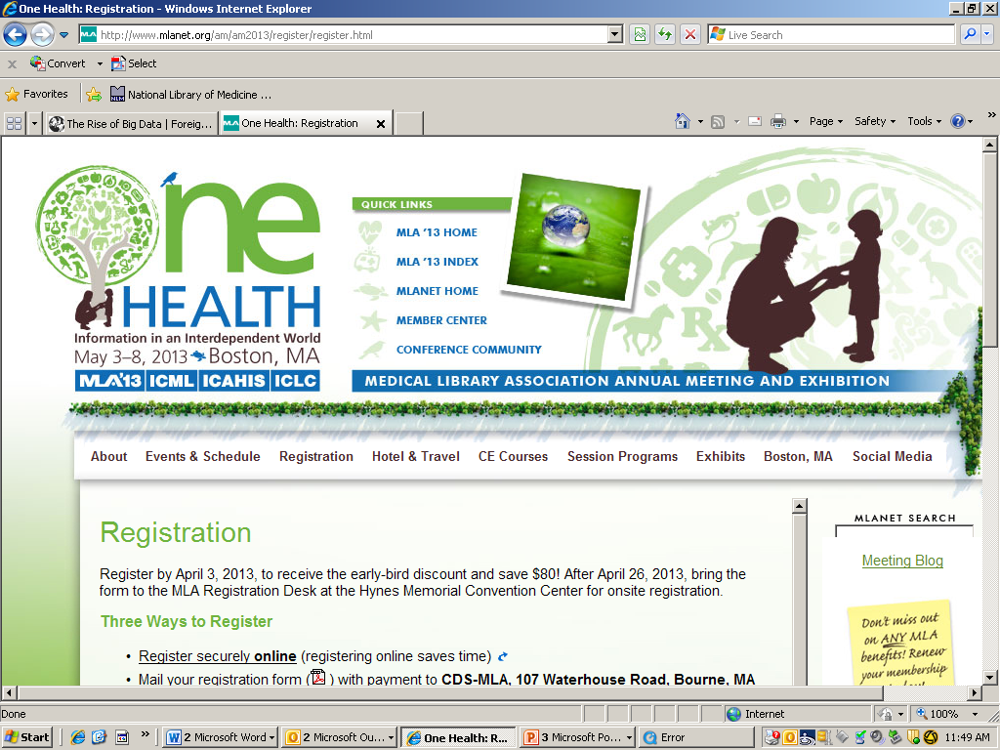 One Health: Registration - Windows Internet Explorer
http://www.mlanet.org/am/am2013/register/register.html
Live Search
Convert
Select
Favorites
National Library of Medicine ...
The Rise of Big Data | Foreig...
One Health: Registration
Page
Safety
Tools
One
HEALTH
Information in an Interdependent World
May 3–8, 2013 Boston, MA
MLA'13 ICML ICAHIS ICLC
QUICK LINKS
MLA '13 HOME
MLA '13 INDEX
MLANET HOME
MEMBER CENTER
CONFERENCE COMMUNITY
MEDICAL LIBRARY ASSOCIATION ANNUAL MEETING AND EXHIBITION
About Events & Schedule Registration Hotel & Travel CE Courses Session Programs Exhibits Boston, MA Social Media
Registration
Register by April 3, 2013, to receive the early-bird discount and save $80! After April 26, 2013, bring the
form to the MLA Registration Desk at the Hynes Memorial Convention Center for onsite registration.
Three Ways to Register
• Register securely online (registering online saves time)
• Mail your registration form ( ) with payment to CDS-MLA, 107 Waterhouse Road, Bourne, MA
MLANET SEARCH
Meeting Blog
Don't miss out
on ANY MLA
benefits! Renew
your membership
Done
Internet
100%
Start
2 Microsoft Word
2 Microsoft Ou...
One Health: R...
3 Microsoft Po...
Error
11:49 AM